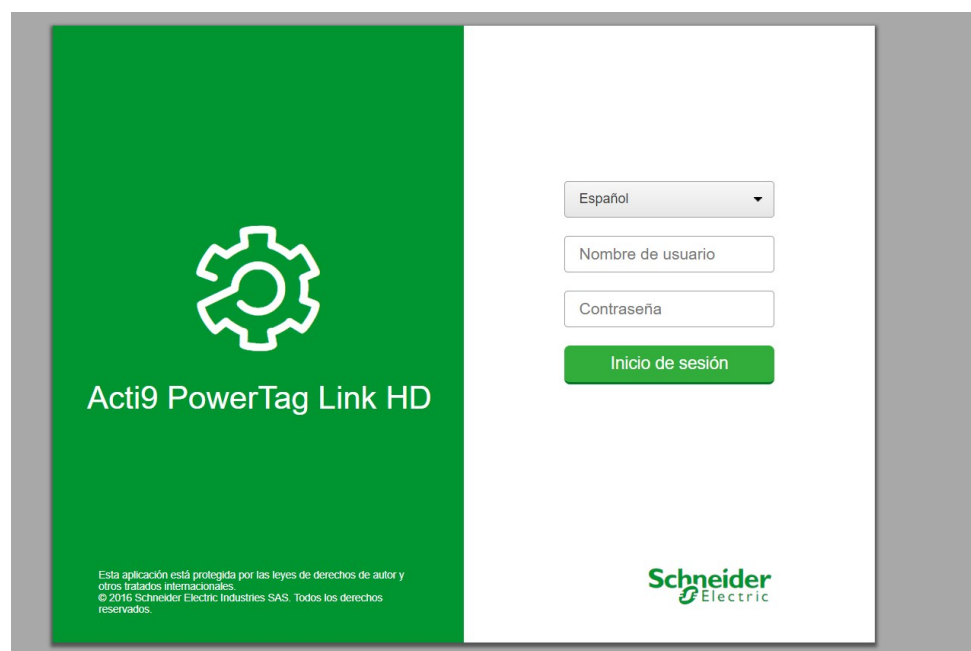 Acti9 PowerTag Link HD
Esta aplicación está protegida por las leyes de derechos de autor y
otros tratados internacionales.
© 2016 Schneider Electric Industries SAS. Todos los derechos
reservados.
Español
Nombre de usuario
Contraseña
Inicio de sesión
Schneider
Electric